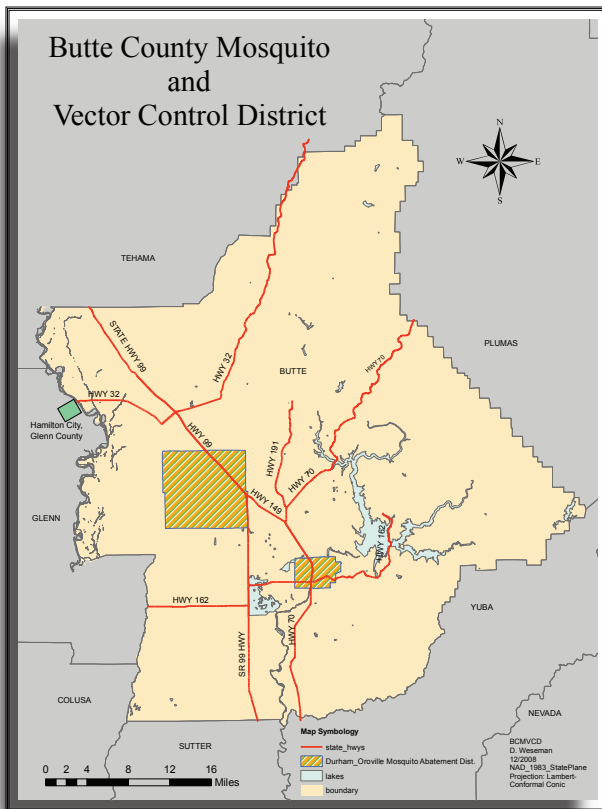 Butte County Mosquito
and
Vector Control District
N
W
E
S
TEHAMA
PLUMAS
STATE HWY 99
HWY 32
HWY 70
BUTTE
HWY 32
Hamilton City,
Glenn County
HWY 99
HWY 191
HWY 70
HWY 149
GLENN
HWY 162
HWY 162
YUBA
HWY 70
SR 99 HWY
COLUSA
NEVADA
SUTTER
Map Symbology
state_hwys
Durham_Oroville Mosquito Abatement Dist.
lakes
boundary
BCMVCD
D. Weseman
12/2008
NAD_1983_StatePlane
Projection: Lambert-
Conformal Conic
0 2 4 8 12 16
Miles